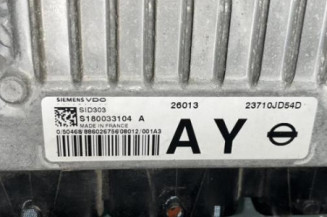 SIEMENS VDO
SID303 26013 23710JD54D
S180033104 A
MADE IN FRANCE
AY